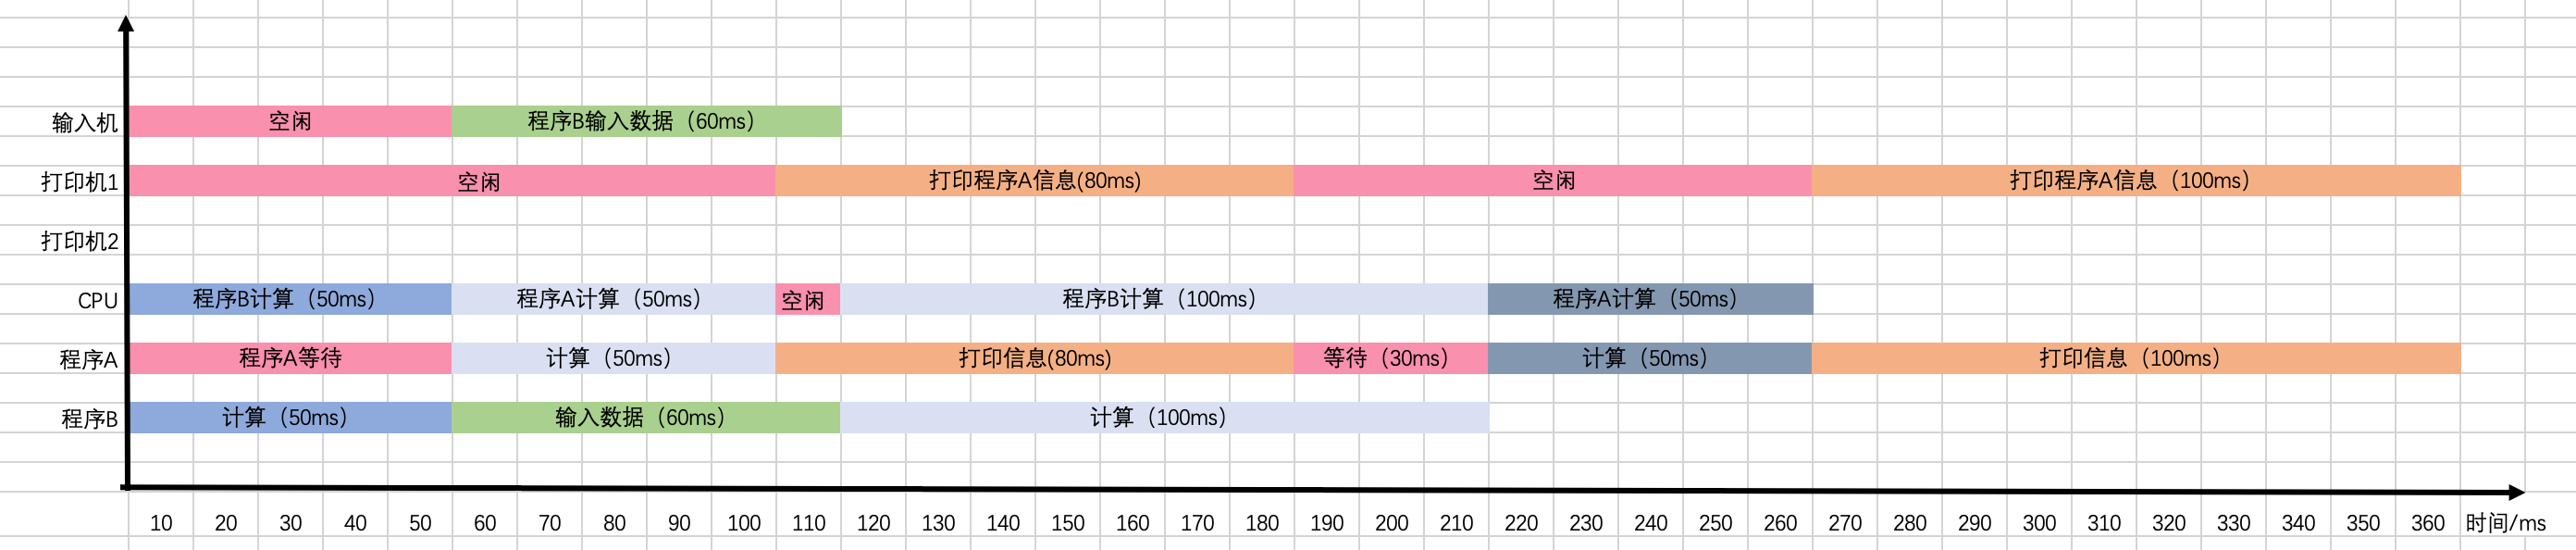 输入机 空闲 程序B输入数据（60ms）
打印机1 空闲 打印程序A信息(80ms) 空闲 打印程序A信息（100ms）
打印机2
CPU 程序B计算（50ms） 程序A计算（50ms） 空闲 程序B计算（100ms） 程序A计算（50ms）
程序A 程序A等待 计算（50ms） 打印信息(80ms) 等待（30ms） 计算（50ms） 打印信息（100ms）
程序B 计算（50ms） 输入数据（60ms） 计算（100ms）
10 20 30 40 50 60 70 80 90 100 110 120 130 140 150 160 170 180 190 200 210 220 230 240 250 260 270 280 290 300 310 320 330 340 350 360 时间/ms